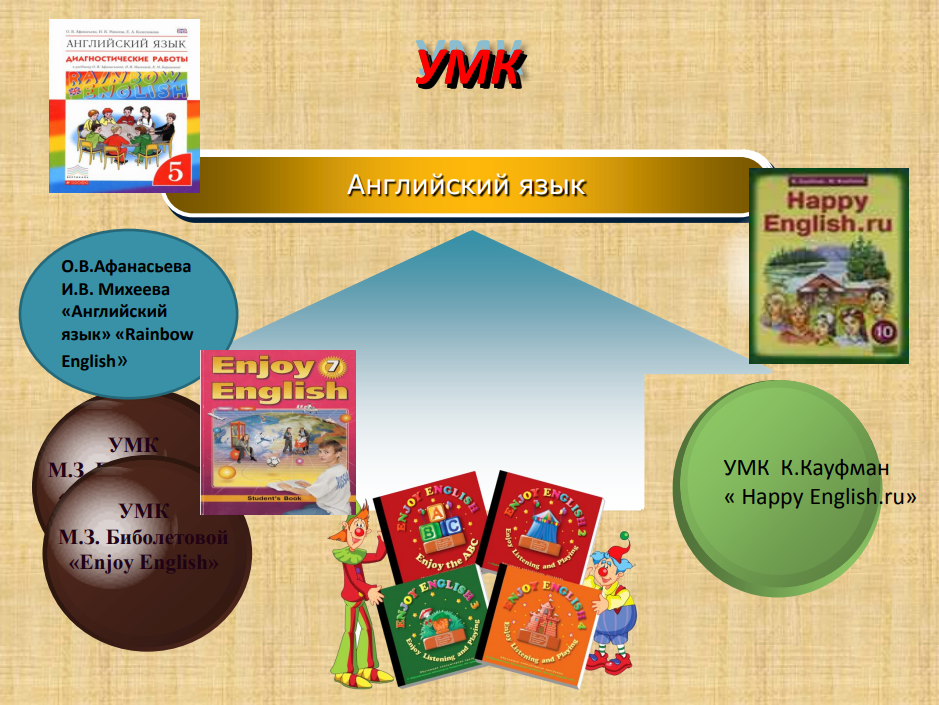 УМК
АНГЛИЙСКИЙ ЯЗЫК
ДИАГНОСТИЧЕСКИЕ РАБОТЫ
RAINBOW
ENGLISH
5
Английский язык
Happy
English.ru
10
О.В.Афанасьева
И.В. Михеева
«Английский
язык» «Rainbow
English»
Enjoy 7
English
Student's Book
УМК
М.З.
УМК
М.З. Биболетовой
«Enjoy English»
УМК К.Кауфман
« Happy English.ru»
ENJOY ENGLISH
ABC
Enjoy the ABC
ENJOY ENGLISH 2
Enjoy Listening and Playing
ENJOY ENGLISH 3
Enjoy Listening and Playing
ENJOY ENGLISH 4
Enjoy Listening and Playing